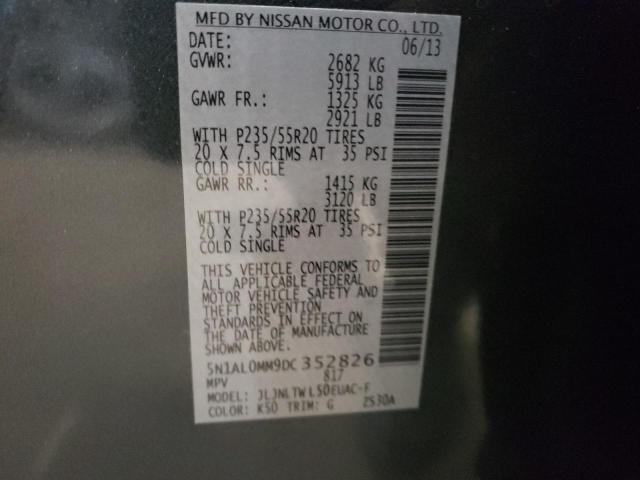 MFD BY NISSAN MOTOR CO., LTD.
DATE: 06/13
GVWR: 2682 KG
5913 LB
GAWR FR.: 1325 KG
2921 LB
WITH P235/55R20 TIRES
20 X 7.5 RIMS AT 35 PSI
COLD SINGLE
GAWR RR.: 1415 KG
3120 LB
WITH P235/55R20 TIRES
20 X 7.5 RIMS AT 35 PSI
COLD SINGLE
THIS VEHICLE CONFORMS TO
ALL APPLICABLE FEDERAL
MOTOR VEHICLE SAFETY AND
THEFT PREVENTION
STANDARDS IN EFFECT ON
THE DATE OF MANUFACTURE
SHOWN ABOVE.
5N1AL0MM9DC 352826
MPV 817
MODEL: JLJNLTWL50EUAC-F
COLOR: K50 TRIM: G ZS30A